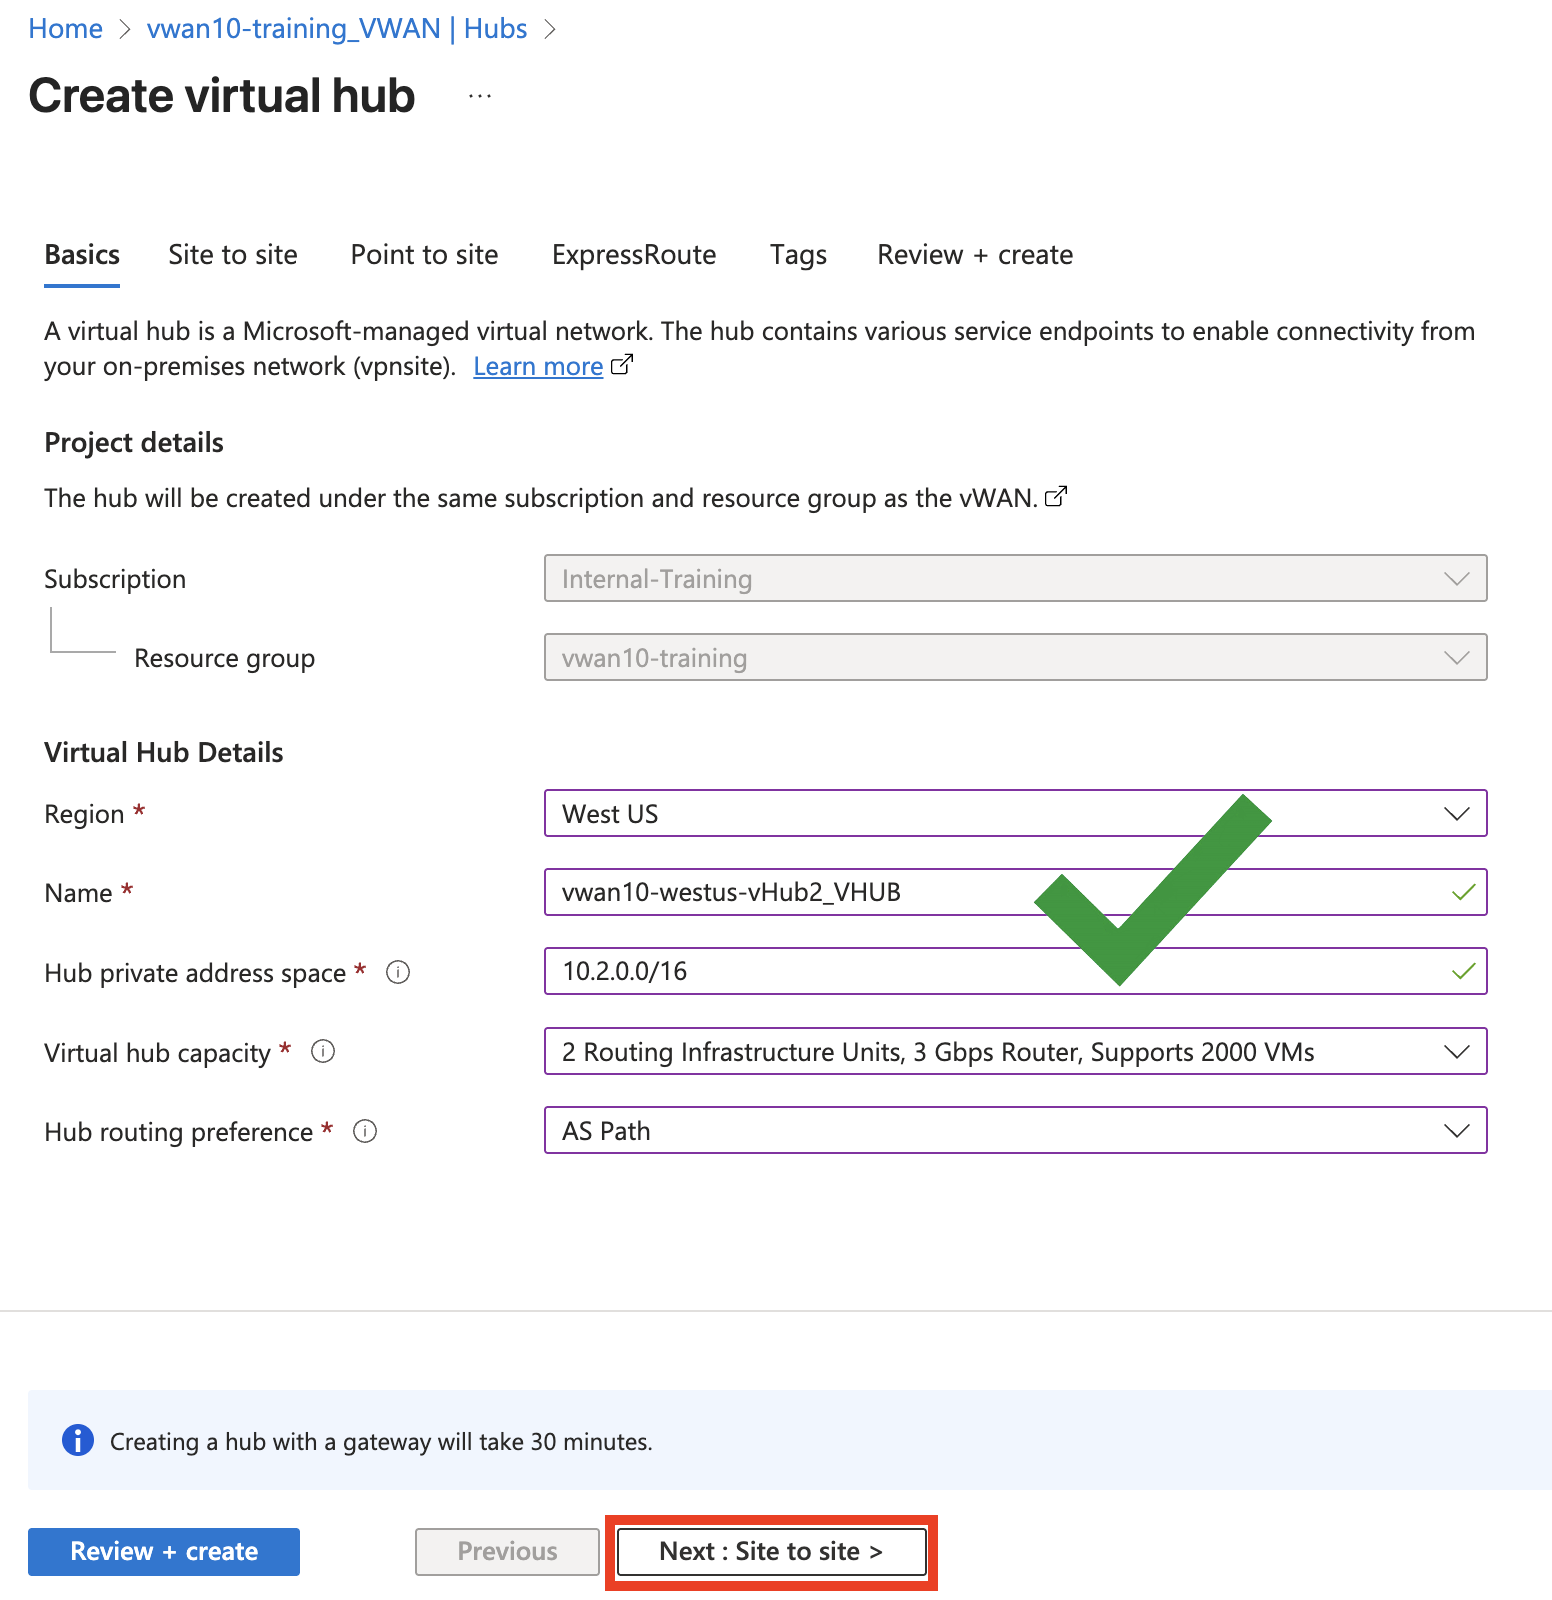 Home > vwan10-training_VWAN | Hubs >
Create virtual hub ...
Basics Site to site Point to site ExpressRoute Tags Review + create
A virtual hub is a Microsoft-managed virtual network. The hub contains various service endpoints to enable connectivity from
your on-premises network (vpnsite). Learn more
Project details
The hub will be created under the same subscription and resource group as the vWAN.
Subscription Internal-Training
Resource group vwan10-training
Virtual Hub Details
Region * West US
Name * vwan10-westus-vHub2_VHUB
Hub private address space * 10.2.0.0/16
Virtual hub capacity * 2 Routing Infrastructure Units, 3 Gbps Router, Supports 2000 VMs
Hub routing preference * AS Path
Creating a hub with a gateway will take 30 minutes.
Review + create Previous Next : Site to site >